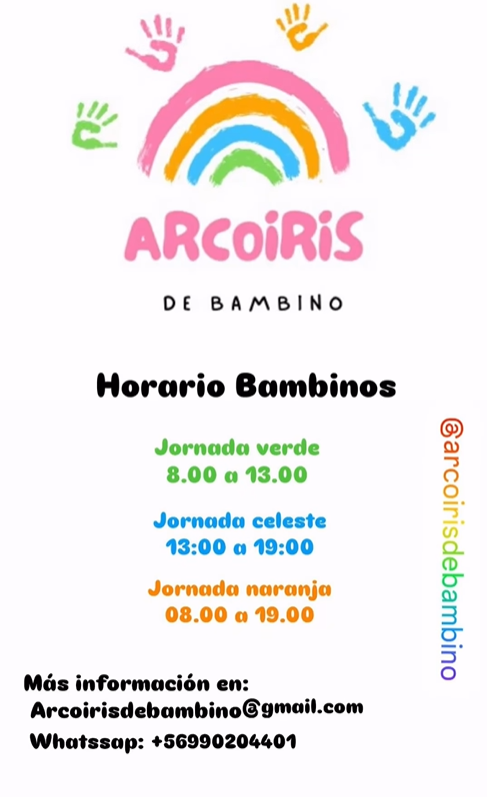 ARCOiRiS
DE BAMBINO
Horario Bambinos
Jornada verde
8.00 a 13.00
Jornada celeste
13:00 a 19:00
Jornada naranja
08.00 a 19.00
@arcoirisdebambino
Más información en:
Arcoirisdebambino@gmail.com
Whatssap: +56990204401